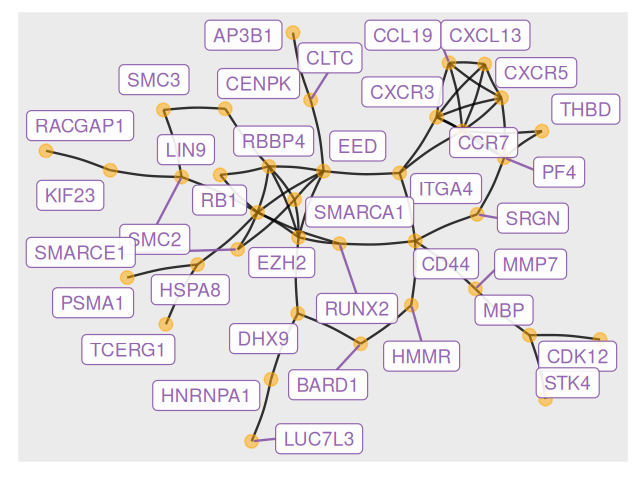 AP3B1
CCL19
CXCL13
CLTC
SMC3
CENPK
CXCR5
CXCR3
THBD
RACGAP1
LIN9
RBBP4
EED
CCR7
PF4
KIF23
RB1
ITGA4
SMARCA1
SRGN
SMC2
SMARCE1
EZH2
CD44
MMP7
PSMA1
HSPA8
RUNX2
MBP
DHX9
TCERG1
HMMR
CDK12
BARD1
STK4
HNRNPA1
LUC7L3